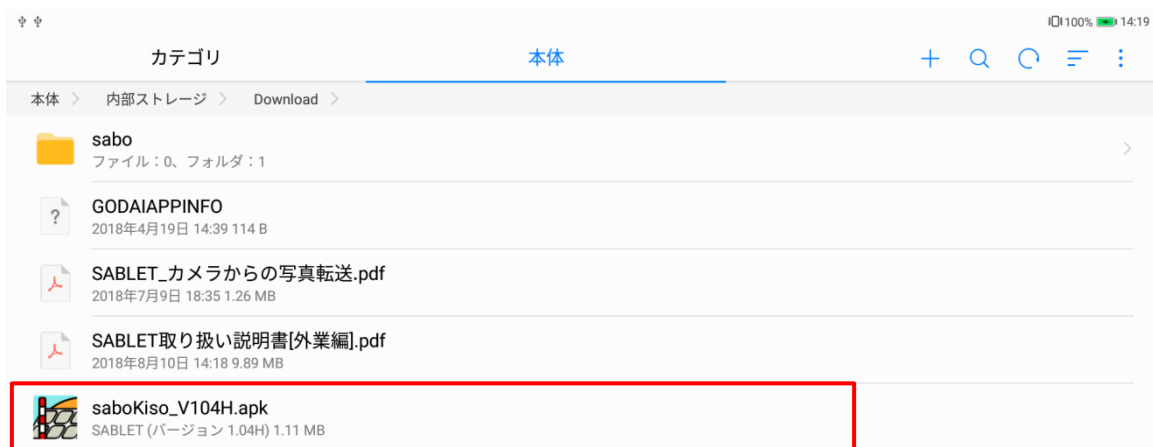 100% 14:19
カテゴリ 本体
本体 内部ストレージ Download
sabo
ファイル：0、フォルダ：1
GODAIAPPINFO
2018年4月19日 14:39 114 B
SABLET_カメラからの写真転送.pdf
2018年7月9日 18:35 1.26 MB
SABLET取り扱い説明書[外業編].pdf
2018年8月10日 14:18 9.89 MB
saboKiso_V104H.apk
SABLET (バージョン 1.04H) 1.11 MB